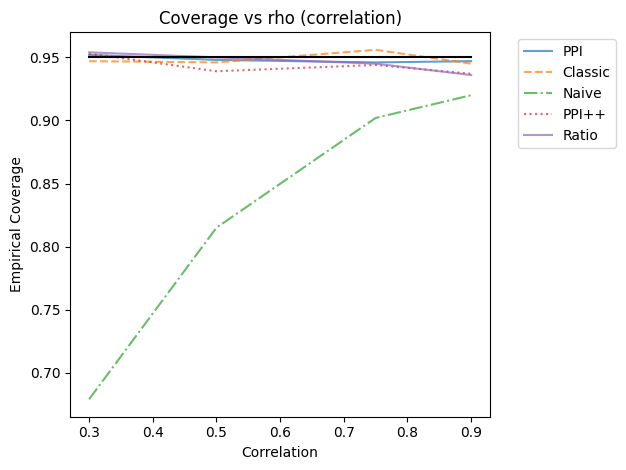 Coverage vs rho (correlation)
Empirical Coverage
0.95
0.90
0.85
0.80
0.75
0.70
0.3
0.4
0.5
0.6
0.7
0.8
0.9
Correlation
PPI
Classic
Naive
PPI++
Ratio